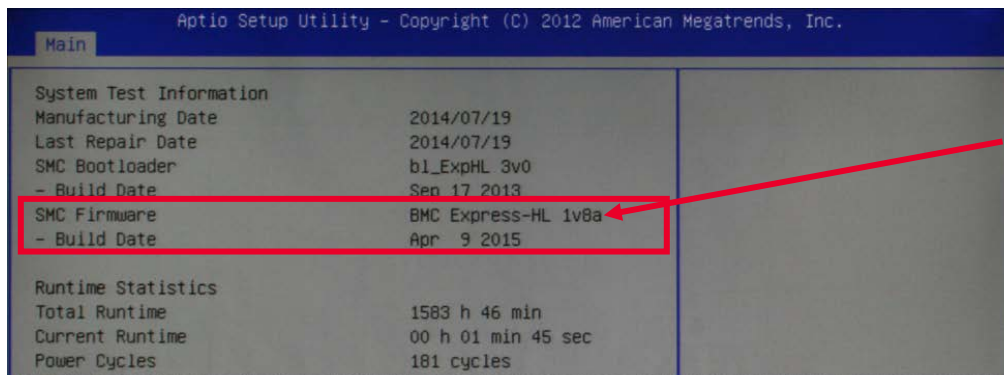 Aptio Setup Utility - Copyright (C) 2012 American Megatrends, Inc.
Main
System Test Information
Manufacturing Date 2014/07/19
Last Repair Date 2014/07/19
SMC Bootloader bl_ExpHL 3v0
- Build Date Sep 17 2013
SMC Firmware BMC Express-HL 1v8a
- Build Date Apr 9 2015
Runtime Statistics
Total Runtime 1583 h 46 min
Current Runtime 00 h 01 min 45 sec
Power Cycles 181 cycles